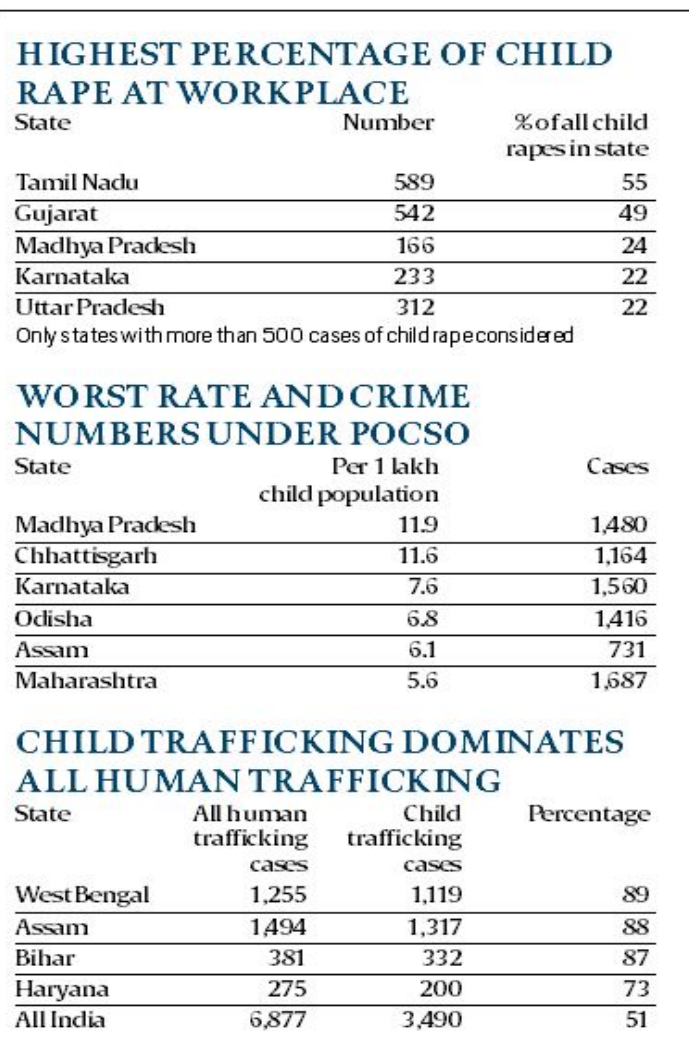 HIGHEST PERCENTAGE OF CHILD
RAPE AT WORKPLACE
State Number % of all child
rapes in state
Tamil Nadu 589 55
Gujarat 542 49
Madhya Pradesh 166 24
Karnataka 233 22
Uttar Pradesh 312 22
Only states with more than 500 cases of child rape considered
WORST RATE AND CRIME
NUMBERS UNDER POCSO
State Per 1 lakh Cases
child population
Madhya Pradesh 11.9 1,480
Chhattisgarh 11.6 1,164
Karnataka 7.6 1,560
Odisha 6.8 1,416
Assam 6.1 731
Maharashtra 5.6 1,687
CHILD TRAFFICKING DOMINATES
ALL HUMAN TRAFFICKING
State All human Child Percentage
trafficking trafficking
cases cases
West Bengal 1,255 1,119 89
Assam 1,494 1,317 88
Bihar 381 332 87
Haryana 275 200 73
All India 6,877 3,490 51